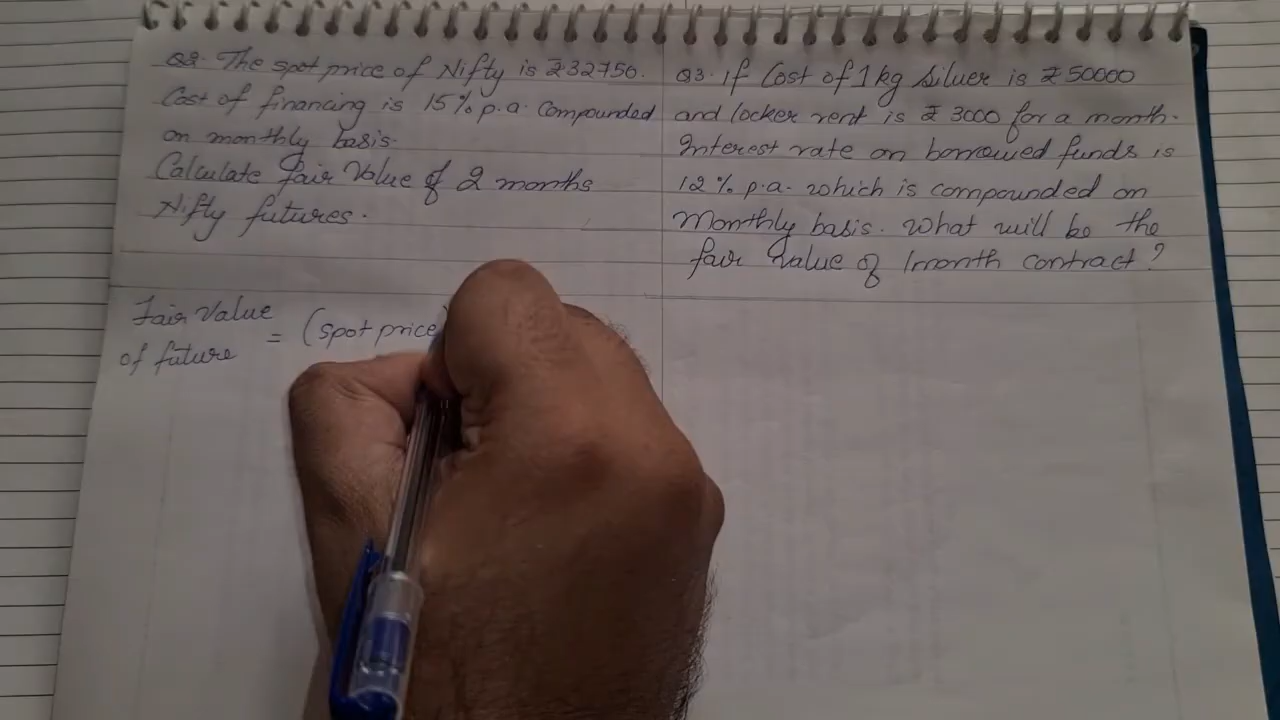 Q2. The spot price of Nifty is ₹32750.
Cost of financing is 15% p.a. compounded
on monthly basis.
Calculate fair Value of 2 months
Nifty futures.
Q3. If Cost of 1kg Silver is ₹50000
and locker rent is ₹3000 for a month.
Interest rate on borrowed funds is
12% p.a. which is compounded on
Monthly basis. What will be the
fair Value of 1month contract?
Fair Value
of future = (spot price